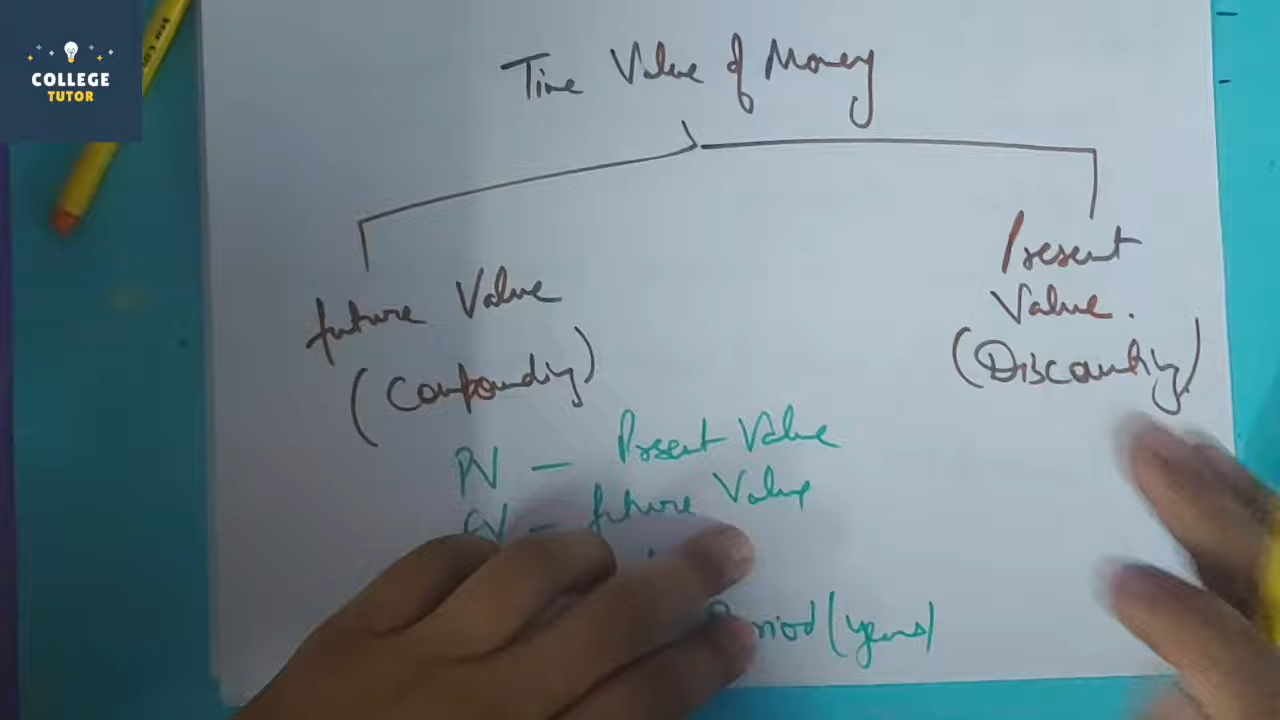 COLLEGE
TUTOR
Time Value of Money
Future Value
(Compounding)
Present
Value.
(Discounting)
PV — Present Value
FV — Future Value
Period (years)